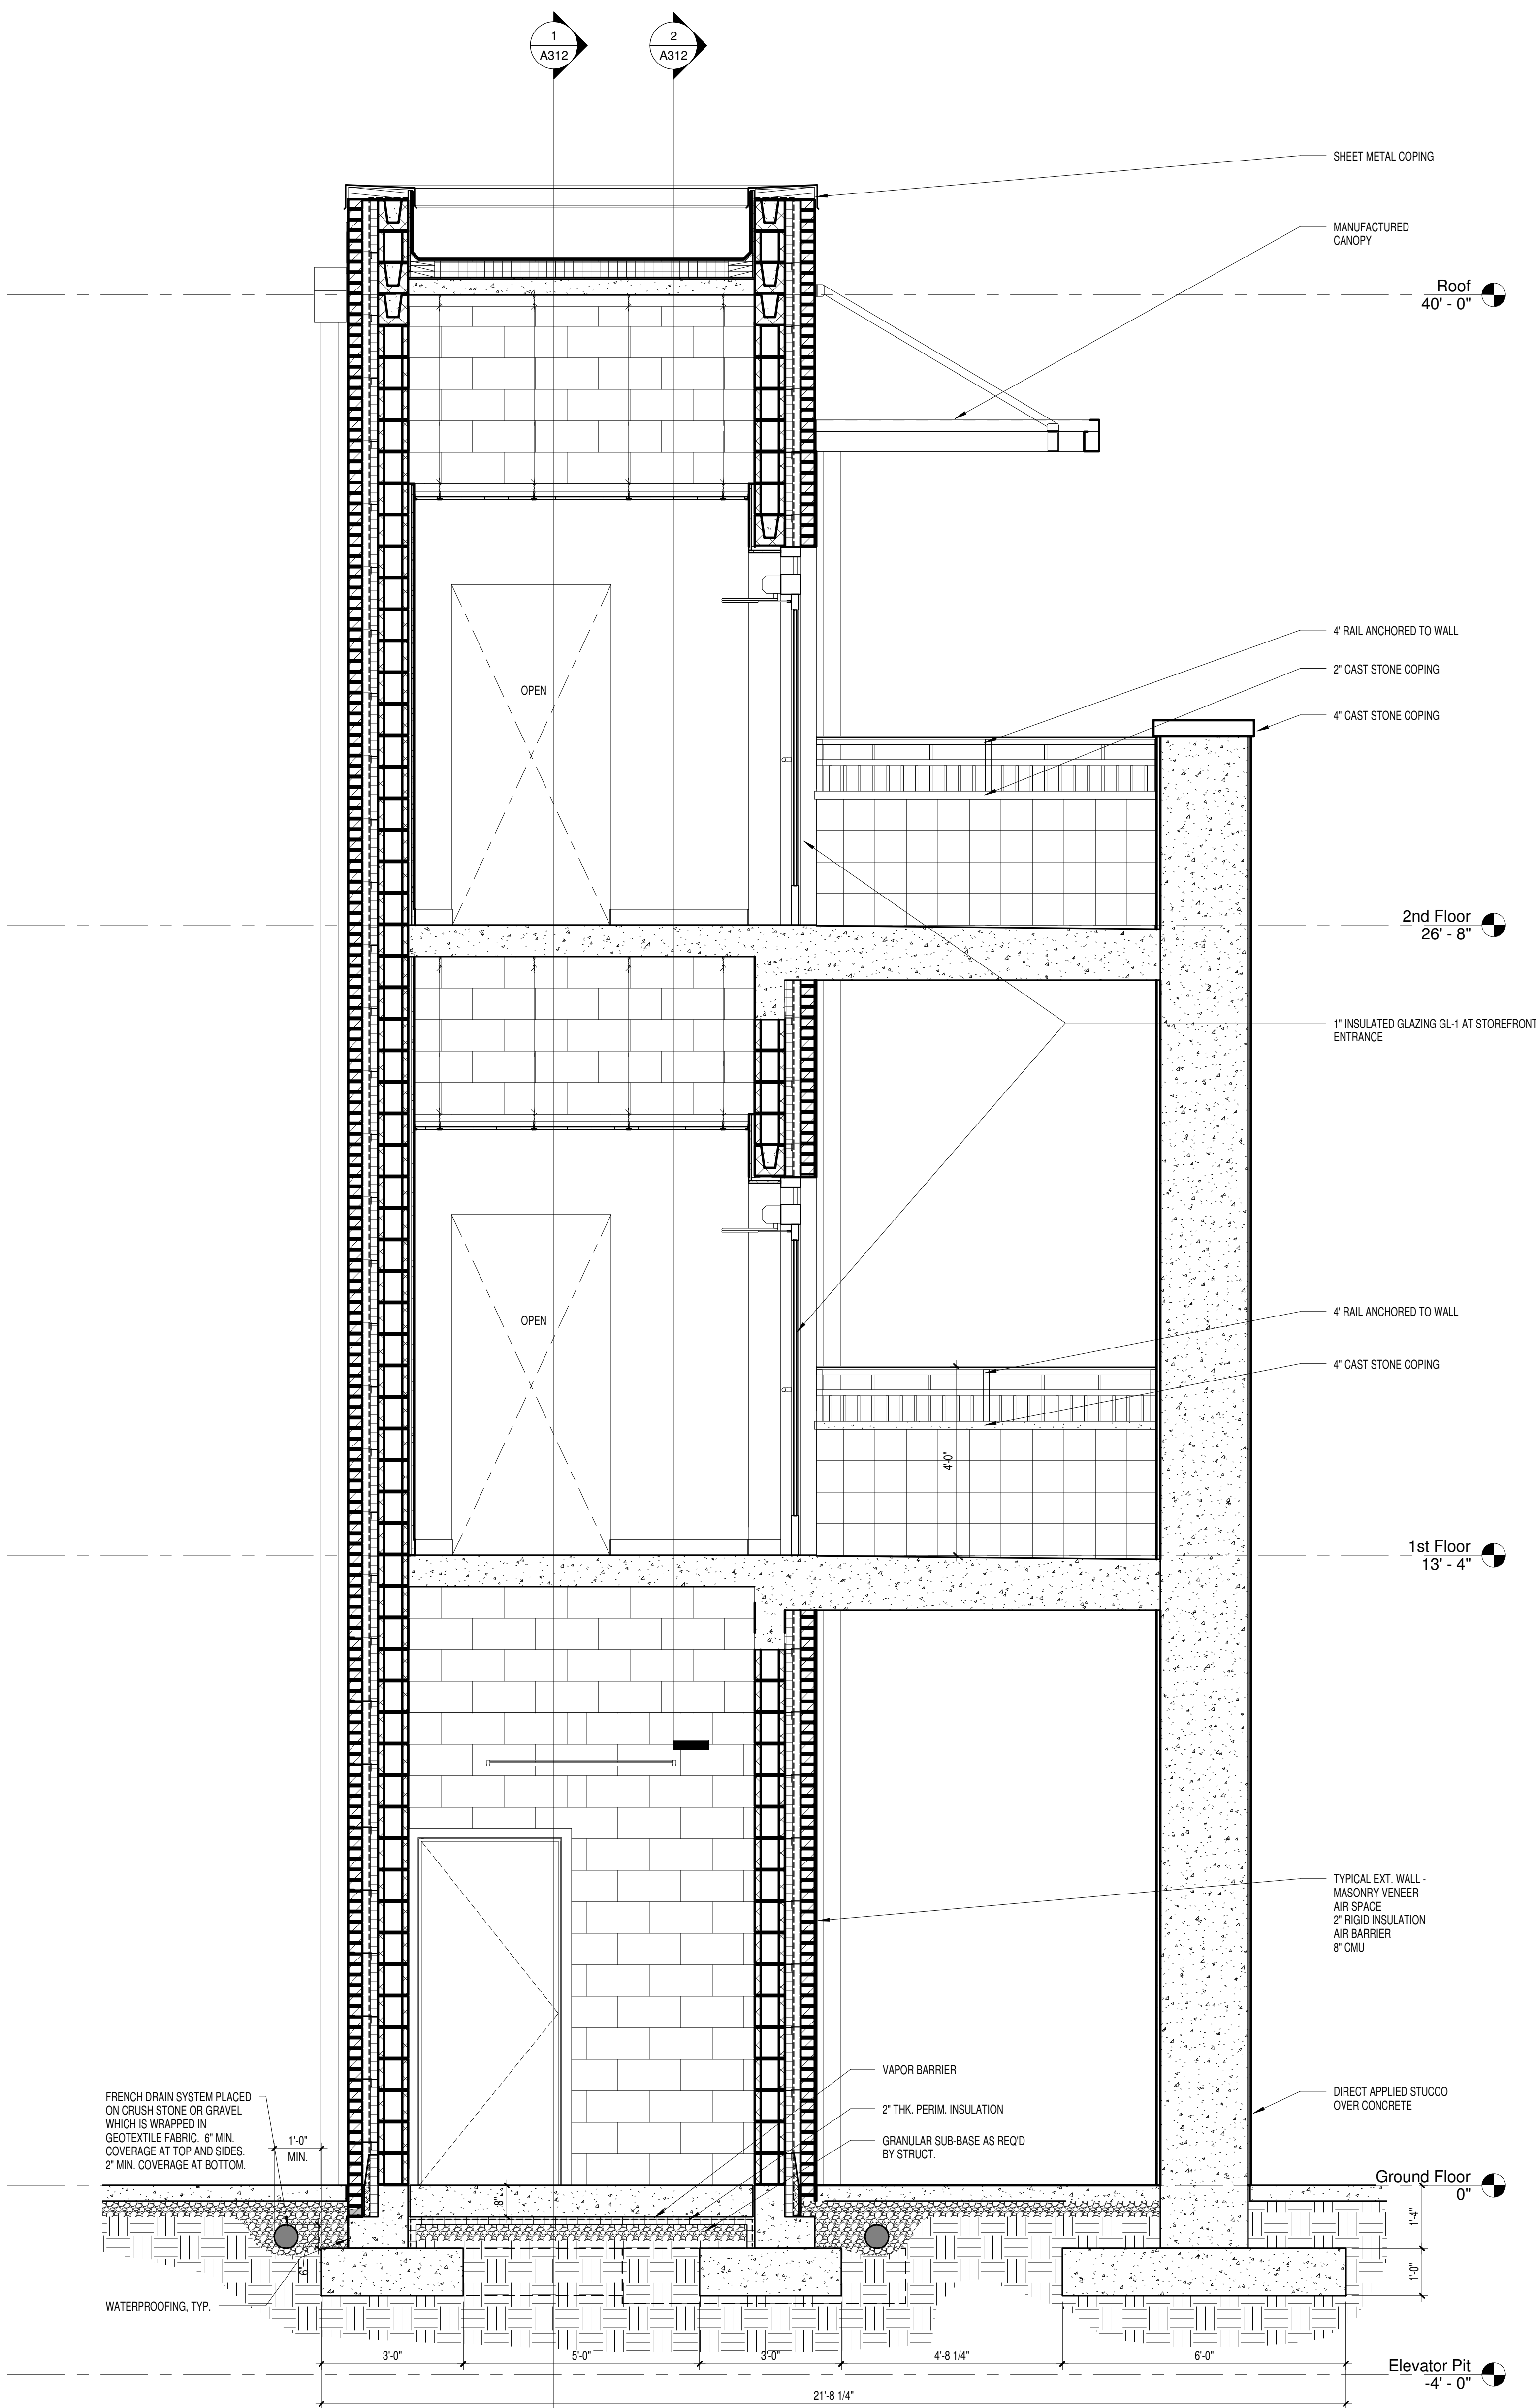 1
A312
2
A312
SHEET METAL COPING
MANUFACTURED
CANOPY
Roof
40' - 0"
4' RAIL ANCHORED TO WALL
2" CAST STONE COPING
OPEN
4" CAST STONE COPING
2nd Floor
26' - 8"
1" INSULATED GLAZING GL-1 AT STOREFRONT
ENTRANCE
4' RAIL ANCHORED TO WALL
OPEN
4" CAST STONE COPING
4'-0"
1st Floor
13' - 4"
TYPICAL EXT. WALL -
MASONRY VENEER
AIR SPACE
2" RIGID INSULATION
AIR BARRIER
8" CMU
VAPOR BARRIER
2" THK. PERIM. INSULATION
GRANULAR SUB-BASE AS REQ'D
BY STRUCT.
DIRECT APPLIED STUCCO
OVER CONCRETE
FRENCH DRAIN SYSTEM PLACED
ON CRUSH STONE OR GRAVEL
WHICH IS WRAPPED IN
GEOTEXTILE FABRIC.  6" MIN.
COVERAGE AT TOP AND SIDES.
2" MIN. COVERAGE AT BOTTOM.
1'-0"
MIN.
Ground Floor
0"
8"
1'-4"
6"
1'-0"
WATERPROOFING, TYP.
3'-0"
5'-0"
3'-0"
4'-8 1/4"
6'-0"
Elevator Pit
-4' - 0"
21'-8 1/4"